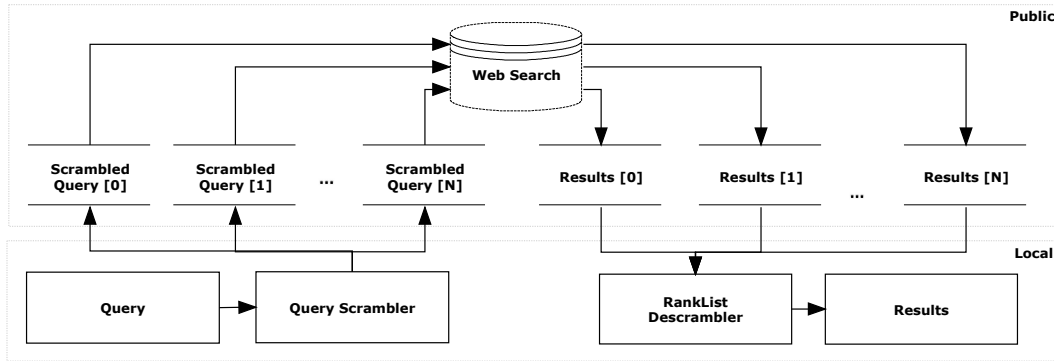 Public
Web Search
Scrambled
Query [0]
Scrambled
Query [1]
...
Scrambled
Query [N]
Results [0]
Results [1]
...
Results [N]
Local
Query
Query Scrambler
RankList
Descrambler
Results